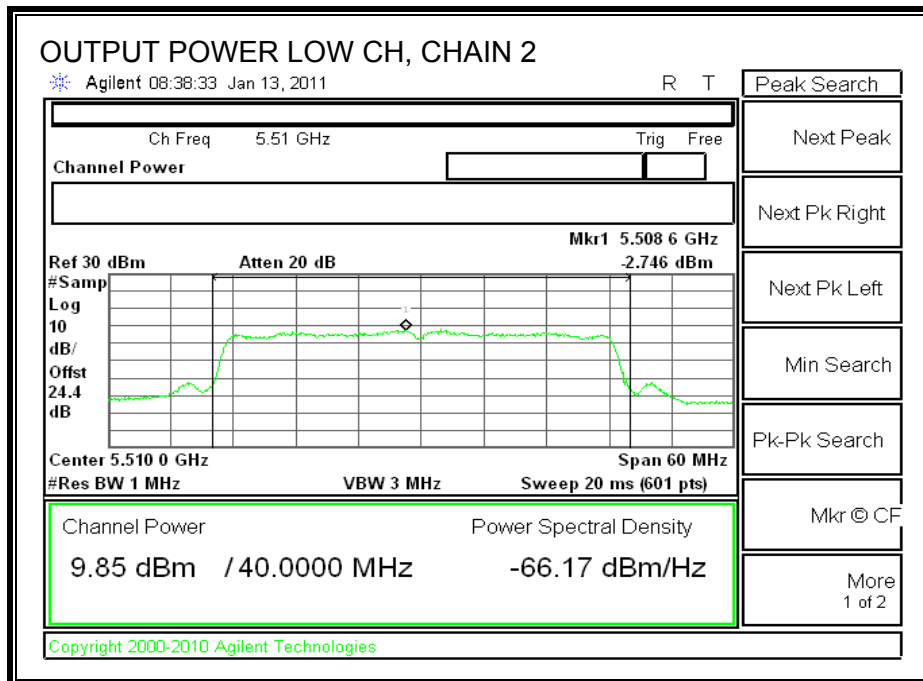 OUTPUT POWER LOW CH, CHAIN 2
Agilent 08:38:33 Jan 13, 2011 R T
Peak Search
Ch Freq 5.51 GHz Trig Free
Next Peak
Channel Power
Next Pk Right
Mkr1 5.508 6 GHz
Ref 30 dBm Atten 20 dB -2.746 dBm
#Samp
Log
10
dB/
Offst
24.4
dB
1
Next Pk Left
Min Search
Pk-Pk Search
Center 5.510 0 GHz Span 60 MHz
#Res BW 1 MHz VBW 3 MHz Sweep 20 ms (601 pts)
Channel Power Power Spectral Density
Mkr © CF
9.85 dBm / 40.0000 MHz -66.17 dBm/Hz
More
1 of 2
Copyright 2000-2010 Agilent Technologies